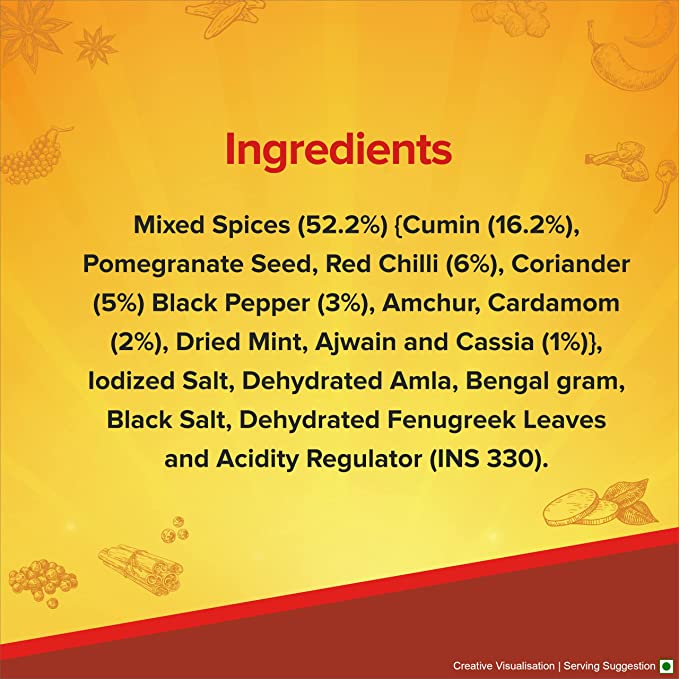 Ingredients
Mixed Spices (52.2%) {Cumin (16.2%),
Pomegranate Seed, Red Chilli (6%), Coriander
(5%) Black Pepper (3%), Amchur, Cardamom
(2%), Dried Mint, Ajwain and Cassia (1%)},
Iodized Salt, Dehydrated Amla, Bengal gram,
Black Salt, Dehydrated Fenugreek Leaves
and Acidity Regulator (INS 330).
Creative Visualisation | Serving Suggestion